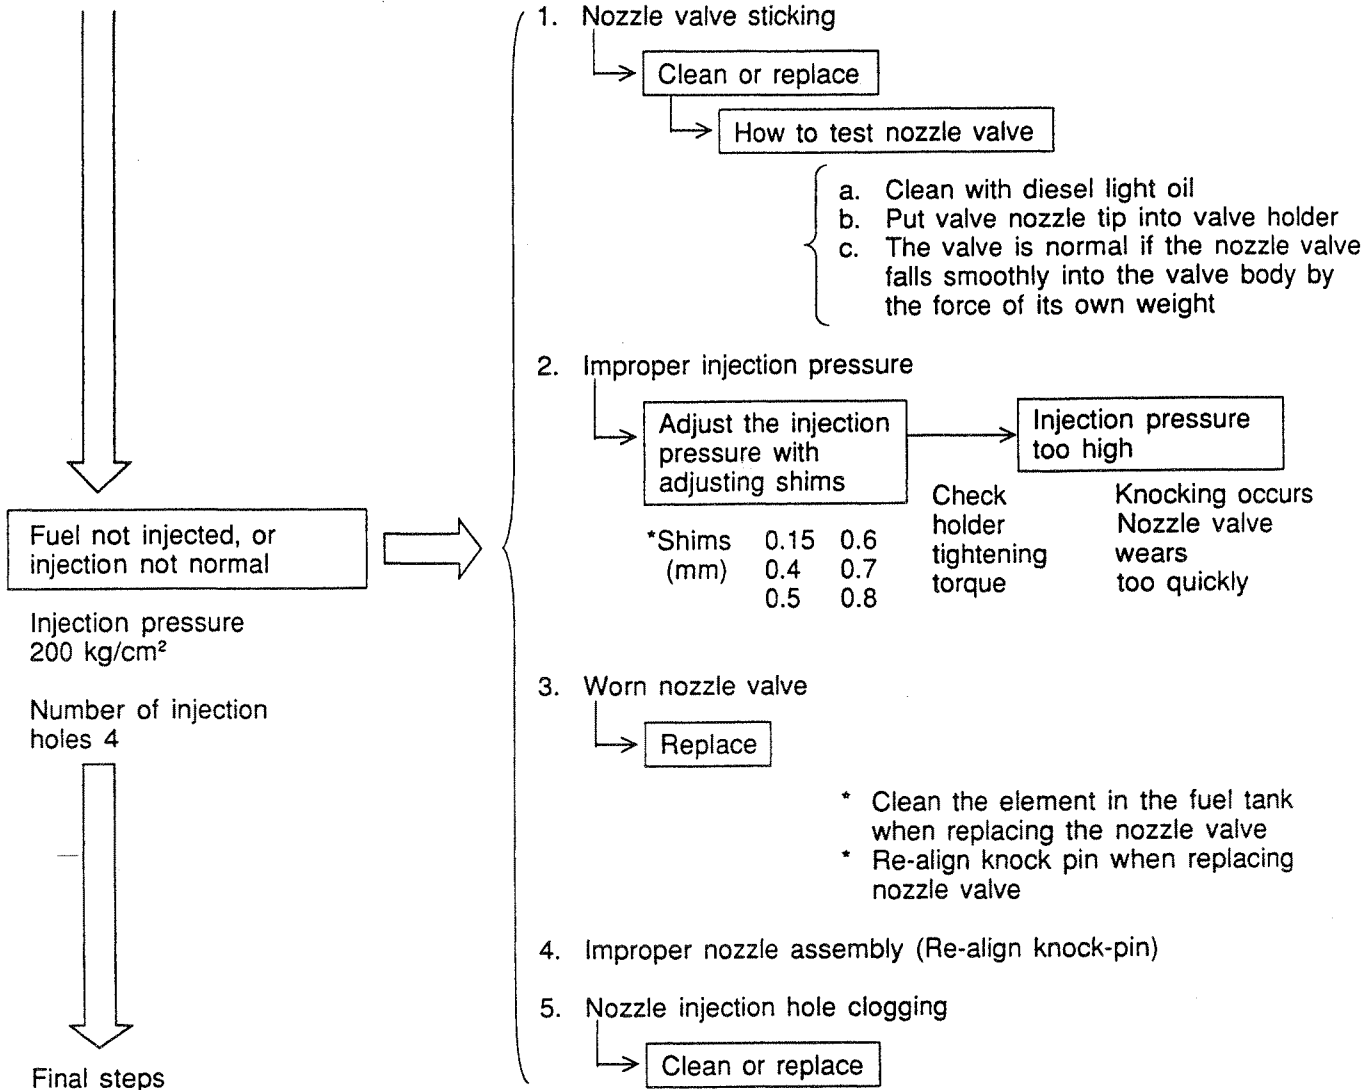 1. Nozzle valve sticking
Clean or replace
How to test nozzle valve
a. Clean with diesel light oil
b. Put valve nozzle tip into valve holder
c. The valve is normal if the nozzle valve
falls smoothly into the valve body by
the force of its own weight
2. Improper injection pressure
Adjust the injection
pressure with
adjusting shims
Injection pressure
too high
*Shims 0.15 0.6
(mm) 0.4 0.7
0.5 0.8
Check
holder
tightening
torque
Knocking occurs
Nozzle valve
wears
too quickly
Fuel not injected, or
injection not normal
Injection pressure
200 kg/cm²
Number of injection
holes 4
3. Worn nozzle valve
Replace
* Clean the element in the fuel tank
when replacing the nozzle valve
* Re-align knock pin when replacing
nozzle valve
4. Improper nozzle assembly (Re-align knock-pin)
5. Nozzle injection hole clogging
Clean or replace
Final steps